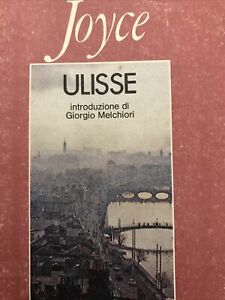 Joyce
ULISSE
introduzione di
Giorgio Melchiori